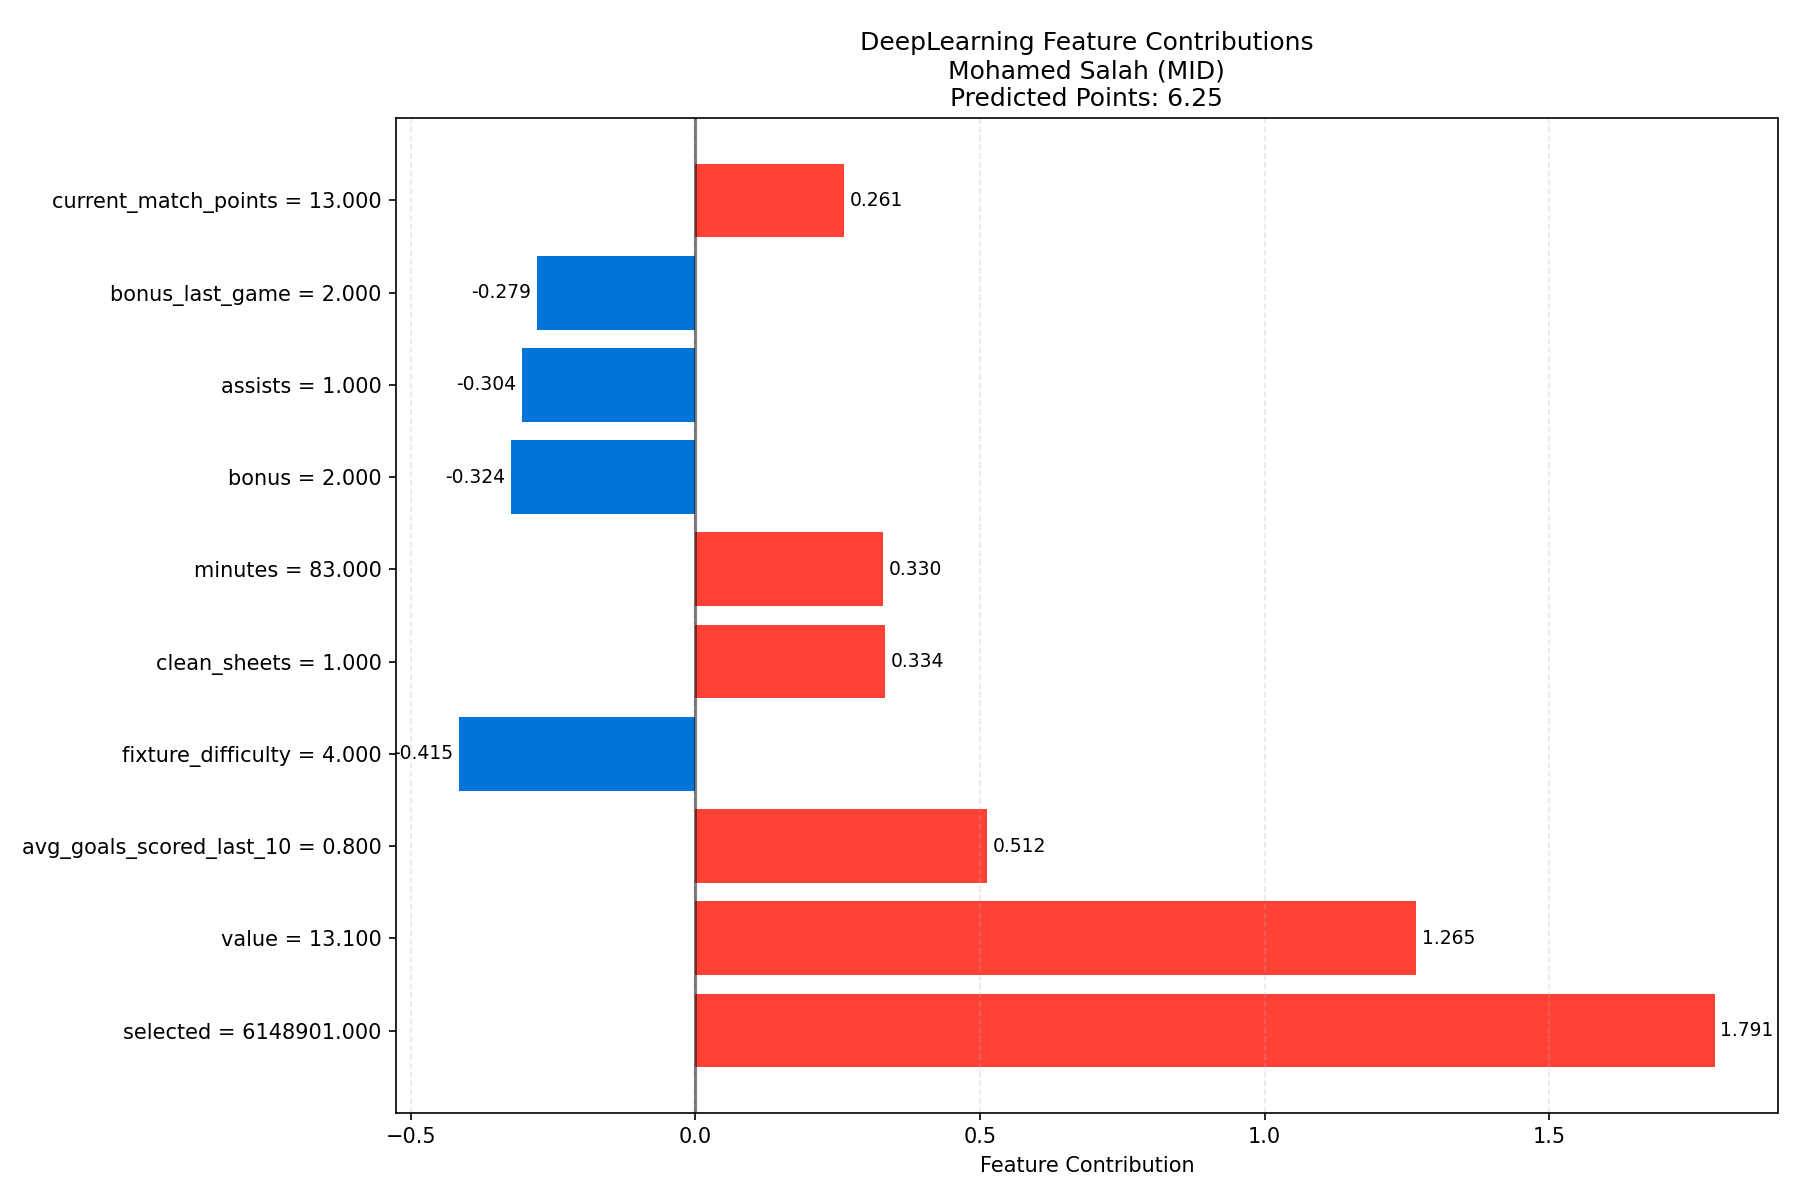 DeepLearning Feature Contributions
Mohamed Salah (MID)
Predicted Points: 6.25
current_match_points = 13.000
0.261
bonus_last_game = 2.000
-0.279
assists = 1.000
-0.304
bonus = 2.000
-0.324
minutes = 83.000
0.330
clean_sheets = 1.000
0.334
fixture_difficulty = 4.000
-0.415
avg_goals_scored_last_10 = 0.800
0.512
value = 13.100
1.265
selected = 6148901.000
1.791
−0.5 0.0 0.5 1.0 1.5
Feature Contribution